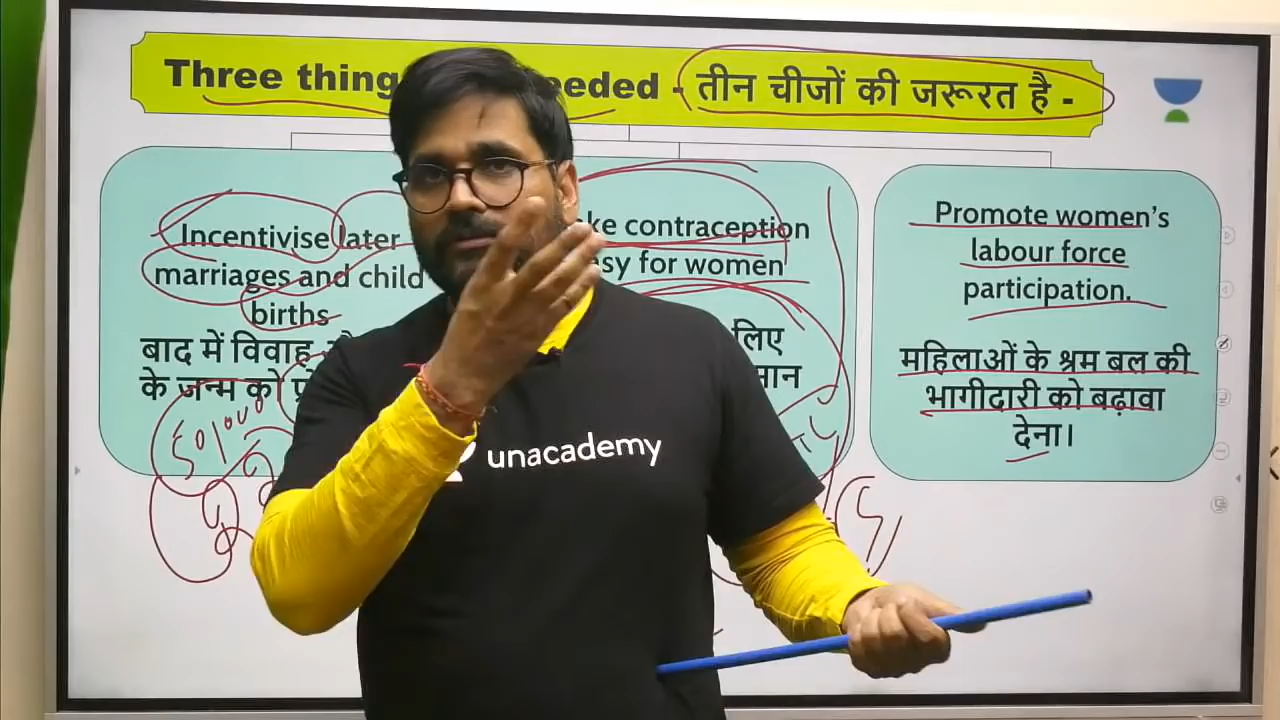 Three thing eeded - तीन चीजों की जरूरत है -
Incentivise later
marriages and child
births
बाद में विवाह
के जन्म को
ke contraception
sy for women
लिए
Promote women's
labour force
participation.
महिलाओं के श्रम बल की
भागीदारी को बढ़ावा
देना।
unacademy